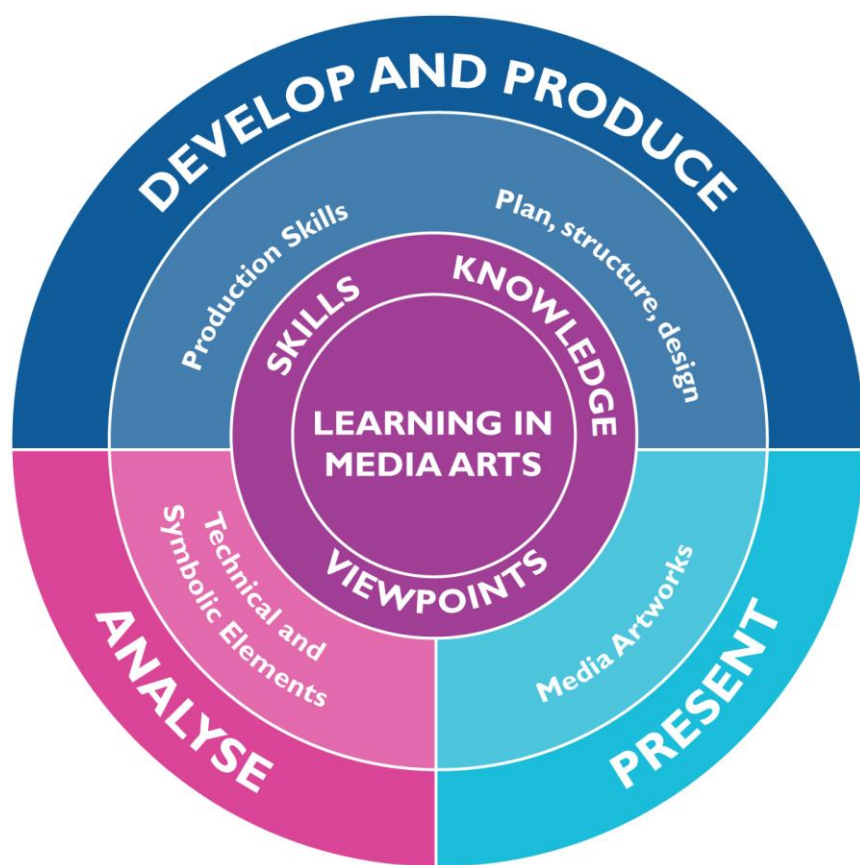 DEVELOP AND PRODUCE
Production Skills
Plan, structure, design
SKILLS
KNOWLEDGE
LEARNING IN
MEDIA ARTS
VIEWPOINTS
Technical and
Symbolic Elements
Media Artworks
ANALYSE
PRESENT